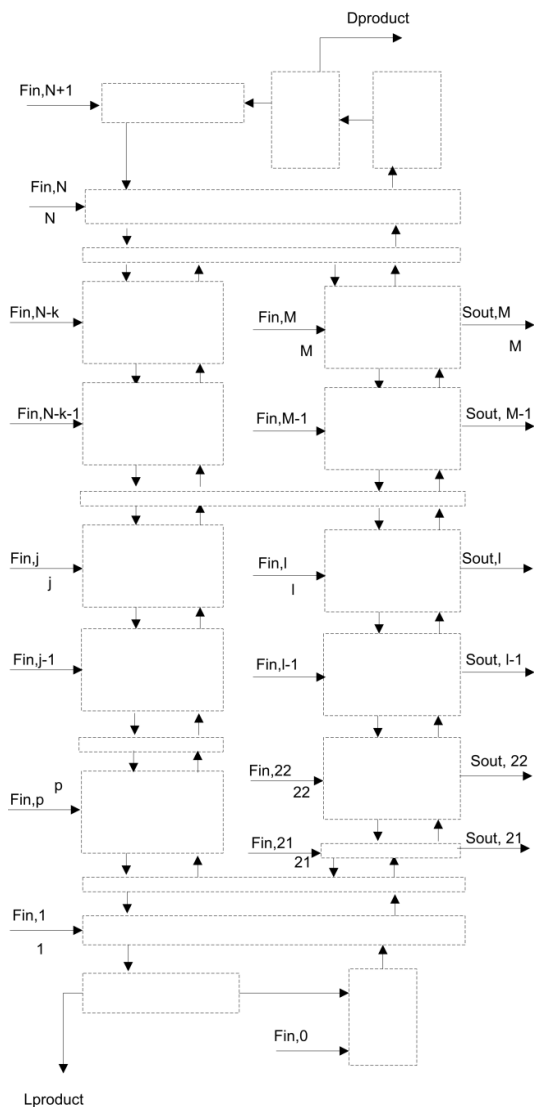 Dproduct
Fin,N+1
Fin,N
N
Fin,N-k
Fin,M
M
Sout,M
M
Fin,N-k-1
Fin,M-1
Sout, M-1
Fin,j
j
Fin,l
l
Sout,l
Fin,j-1
Fin,l-1
Sout, l-1
p
Fin,p
Fin,22
22
Sout, 22
Fin,21
21
Sout, 21
Fin,1
1
Fin,0
Lproduct